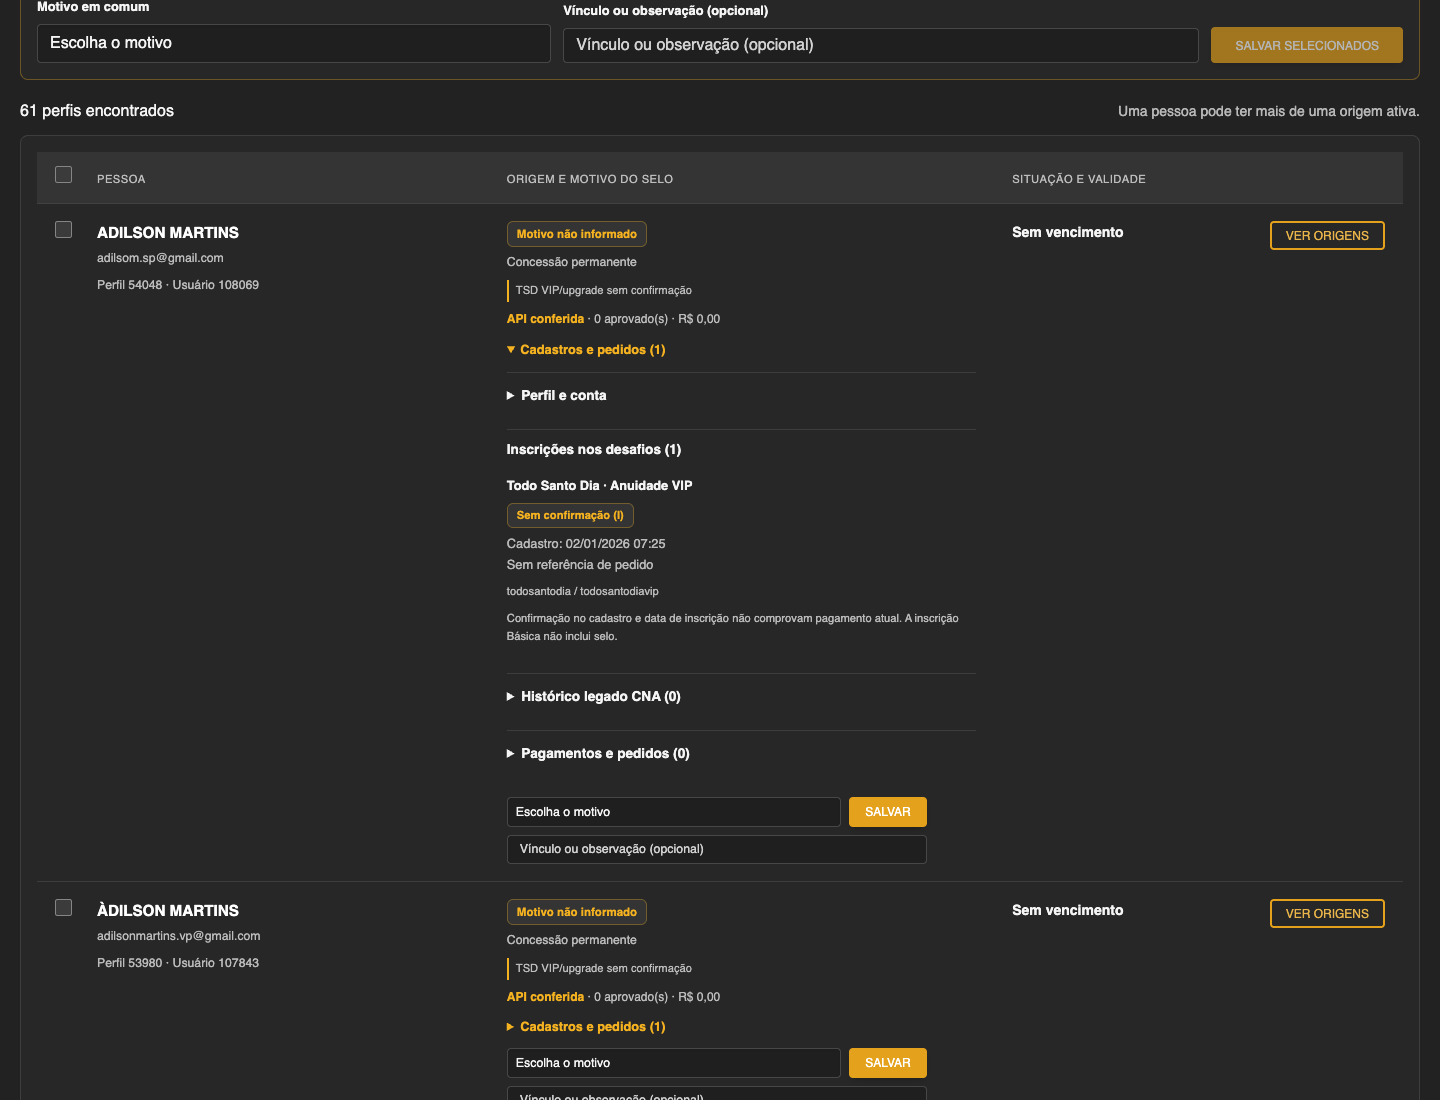 Motivo em comum
Vínculo ou observação (opcional)
Escolha o motivo
Vínculo ou observação (opcional)
SALVAR SELECIONADOS
61 perfis encontrados
Uma pessoa pode ter mais de uma origem ativa.
PESSOA
ORIGEM E MOTIVO DO SELO
SITUAÇÃO E VALIDADE
ADILSON MARTINS
adilsom.sp@gmail.com
Perfil 54048 · Usuário 108069
Motivo não informado
Concessão permanente
TSD VIP/upgrade sem confirmação
API conferida · 0 aprovado(s) · R$ 0,00
Cadastros e pedidos (1)
Sem vencimento
VER ORIGENS
Perfil e conta
Inscrições nos desafios (1)
Todo Santo Dia · Anuidade VIP
Sem confirmação (I)
Cadastro: 02/01/2026 07:25
Sem referência de pedido
todosantodia / todosantodiavip
Confirmação no cadastro e data de inscrição não comprovam pagamento atual. A inscrição
Básica não inclui selo.
Histórico legado CNA (0)
Pagamentos e pedidos (0)
Escolha o motivo
SALVAR
Vínculo ou observação (opcional)
ÀDILSON MARTINS
adilsonmartins.vp@gmail.com
Perfil 53980 · Usuário 107843
Motivo não informado
Concessão permanente
TSD VIP/upgrade sem confirmação
API conferida · 0 aprovado(s) · R$ 0,00
Cadastros e pedidos (1)
Sem vencimento
VER ORIGENS
Escolha o motivo
SALVAR
Vínculo ou observação (opcional)